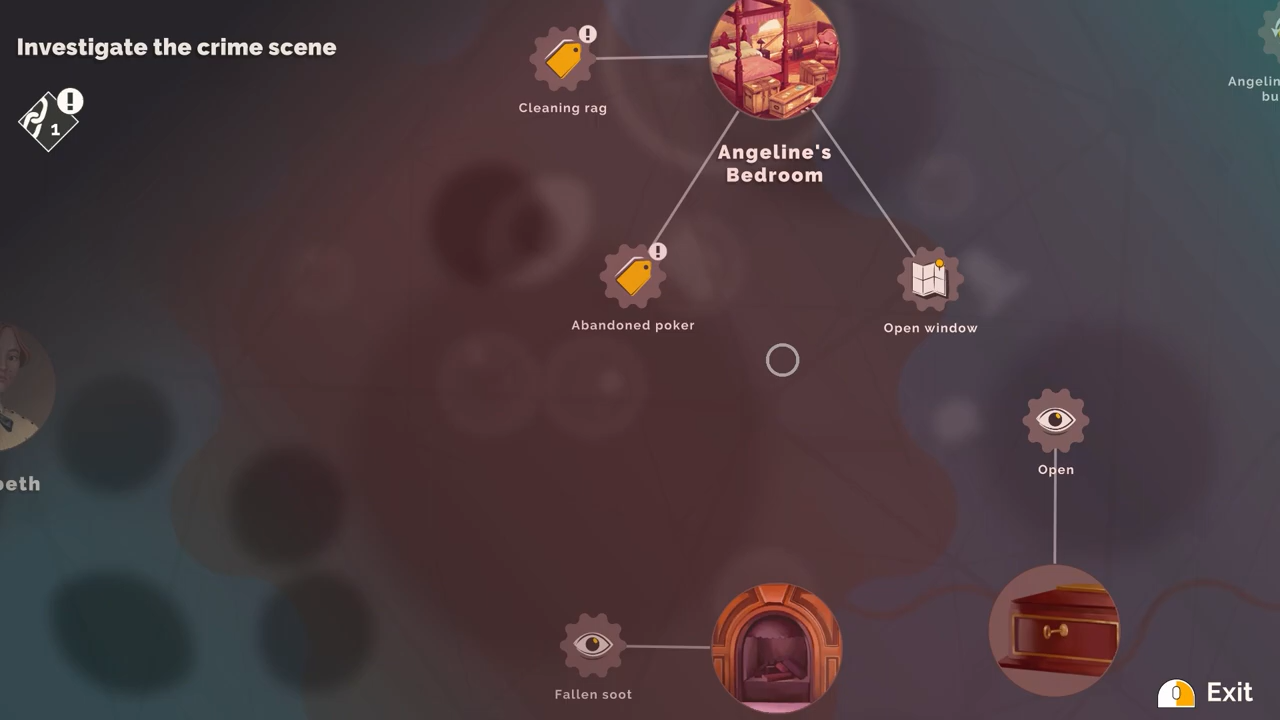 Investigate the crime scene
!
1
!
Cleaning rag
Angeline's
Bedroom
!
Abandoned poker
Open window
Open
Fallen soot
Exit